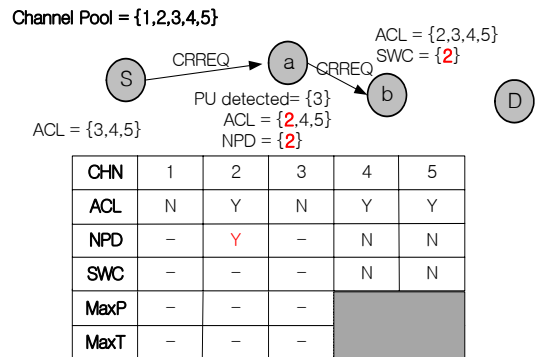 Channel Pool = {1,2,3,4,5}
ACL = {2,3,4,5}
SWC = {2}
S
CRREQ
a
CRREQ
b
D
PU detected= {3}
ACL = {2,4,5}
NPD = {2}
ACL = {3,4,5}
CHN 1 2 3 4 5
ACL N Y N Y Y
NPD – Y – N N
SWC – – – N N
MaxP – – –
MaxT – – –